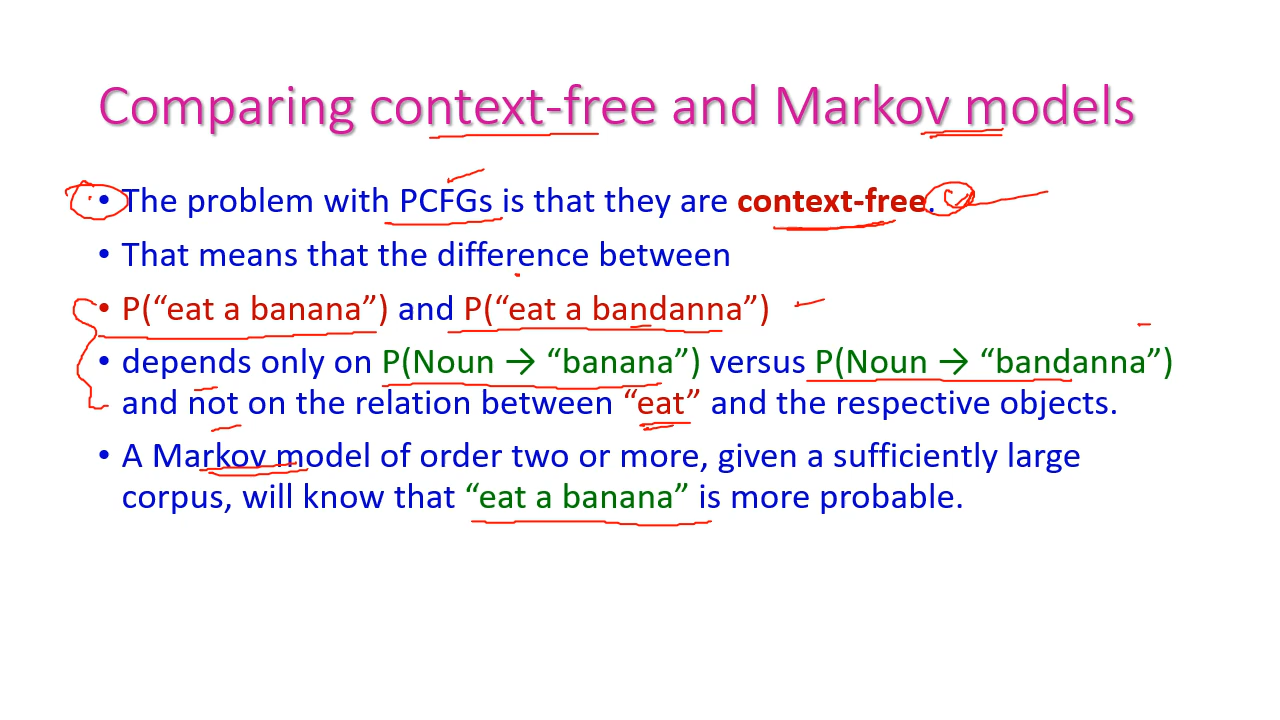 Comparing context-free and Markov models
• The problem with PCFGs is that they are context-free.
• That means that the difference between
• P(“eat a banana”) and P(“eat a bandanna”)
• depends only on P(Noun → “banana”) versus P(Noun → “bandanna”)
and not on the relation between “eat” and the respective objects.
• A Markov model of order two or more, given a sufficiently large
corpus, will know that “eat a banana” is more probable.